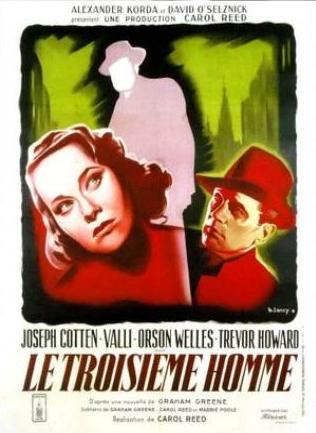 ALEXANDER KORDA et DAVID O'SELZNICK
présentent UNE PRODUCTION CAROL REED
JOSEPH COTTEN-VALLI-ORSON WELLES-TREVOR HOWARD
LE TROISIEME HOMME
D'après une nouvelle de GRAHAM GREENE
Scénario de GRAHAM GREENE, CAROL REED et MABBIE POOLE
Réalisation de CAROL REED